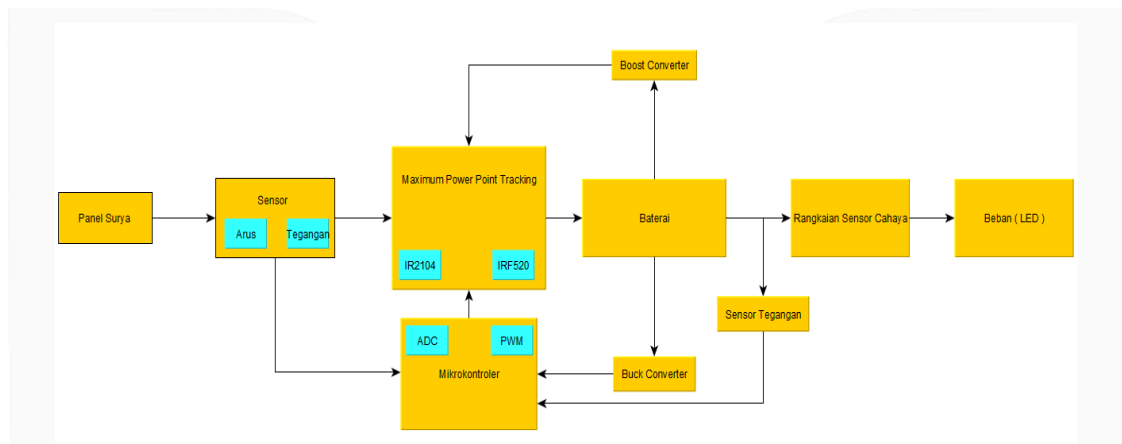 Boost Converter
Maximum Power Point Tracking
Panel Surya
Sensor
Arus
Tegangan
IR2104
IRF520
Baterai
Rangkaian Sensor Cahaya
Beban ( LED )
Sensor Tegangan
ADC
PWM
Mikrokontroler
Buck Converter